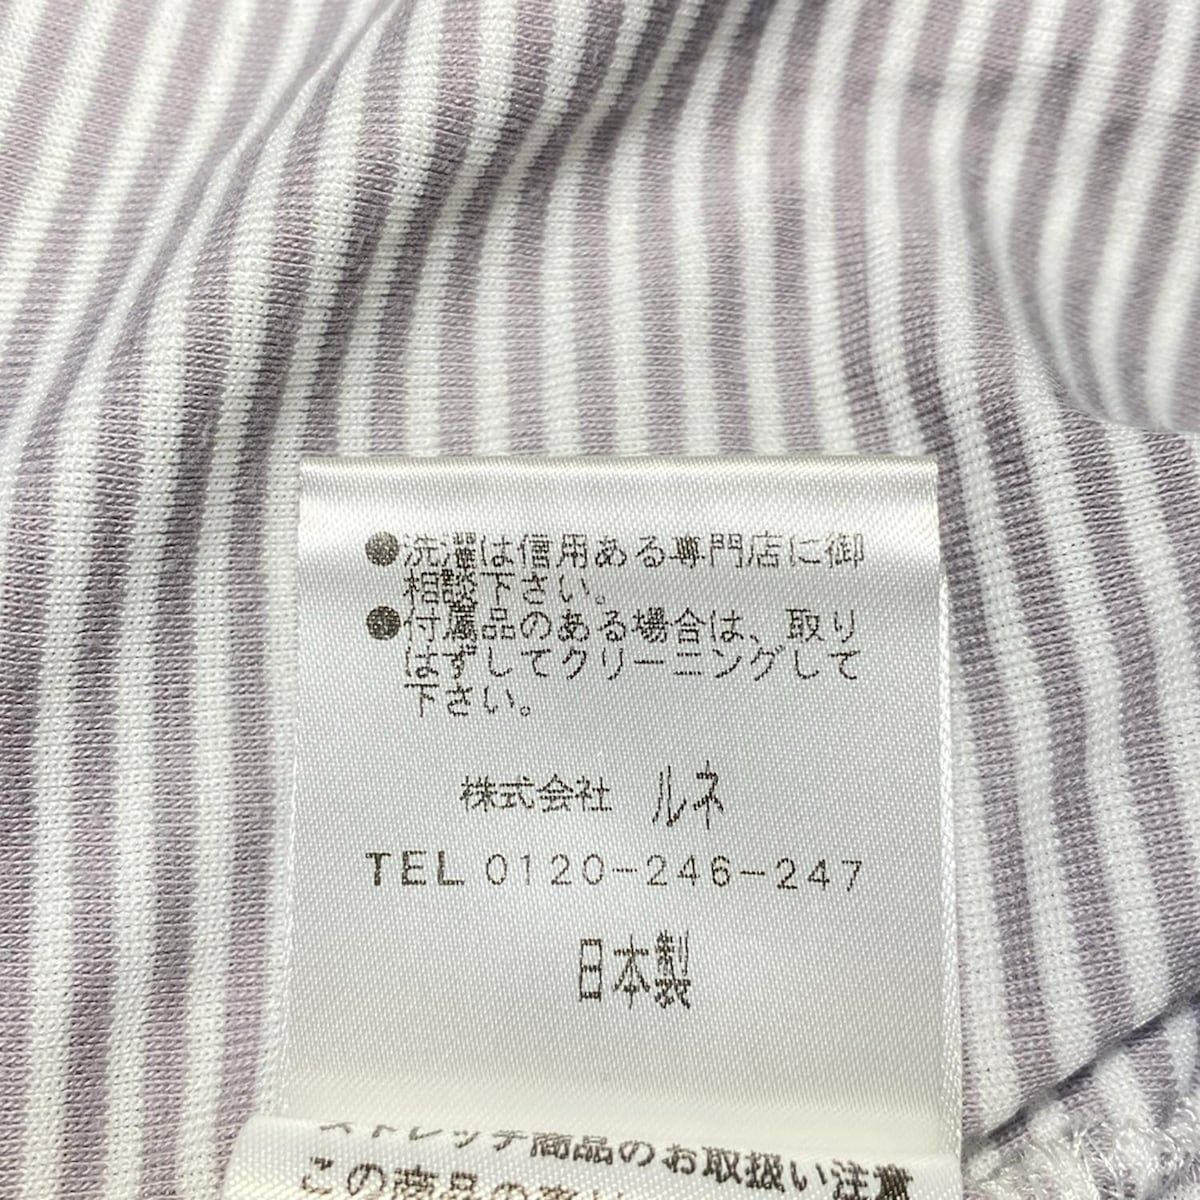 ●洗濯は信用ある専門店に御
相談下さい。
●付属品のある場合は、取り
はずしてクリーニングして
下さい。
株式会社 ルネ
TEL 0120-246-247
日本製
ストレッチ商品のお取扱い注意
この商品の素材